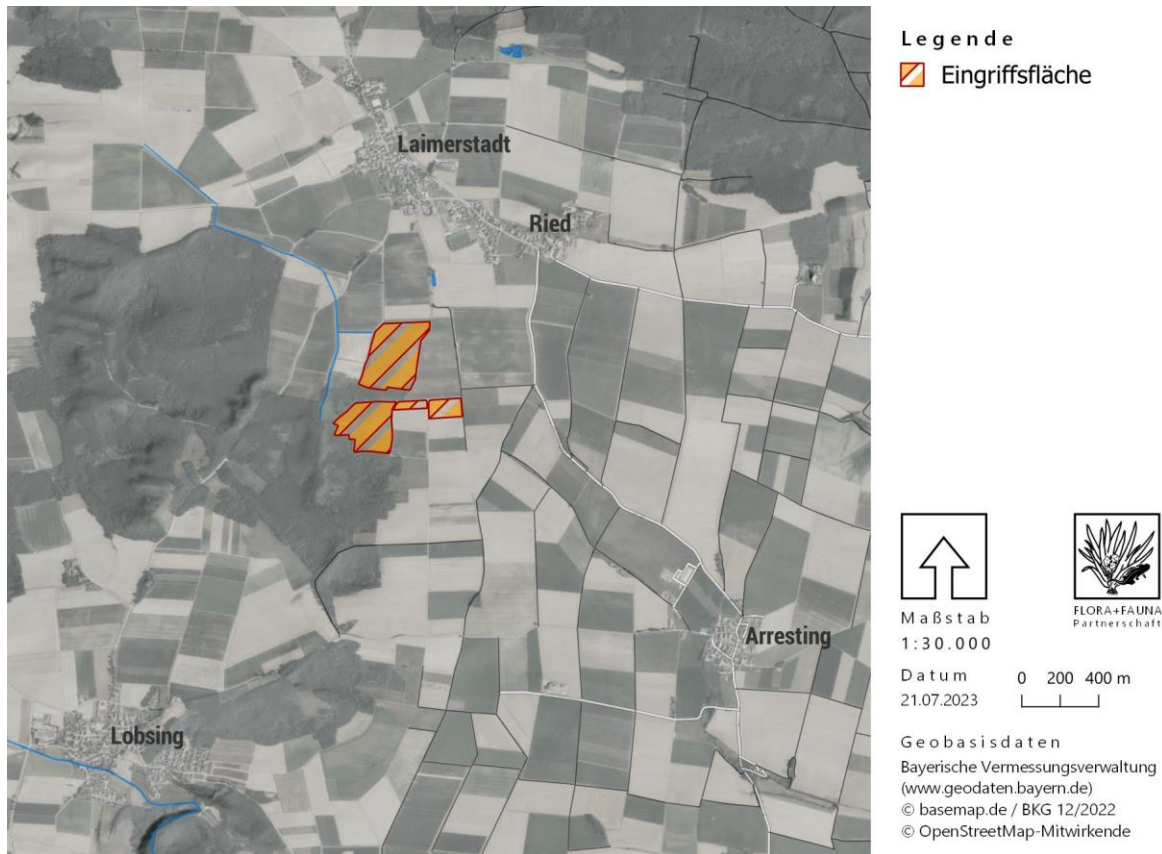 Laimerstadt
Ried
Arresting
Lobsing
Legende
Eingriffsfläche
FLORA+FAUNA
Partnerschaft
Maßstab
1:30.000
Datum
21.07.2023
0 200 400 m
Geobasisdaten
Bayerische Vermessungsverwaltung
(www.geodaten.bayern.de)
© basemap.de / BKG 12/2022
© OpenStreetMap-Mitwirkende